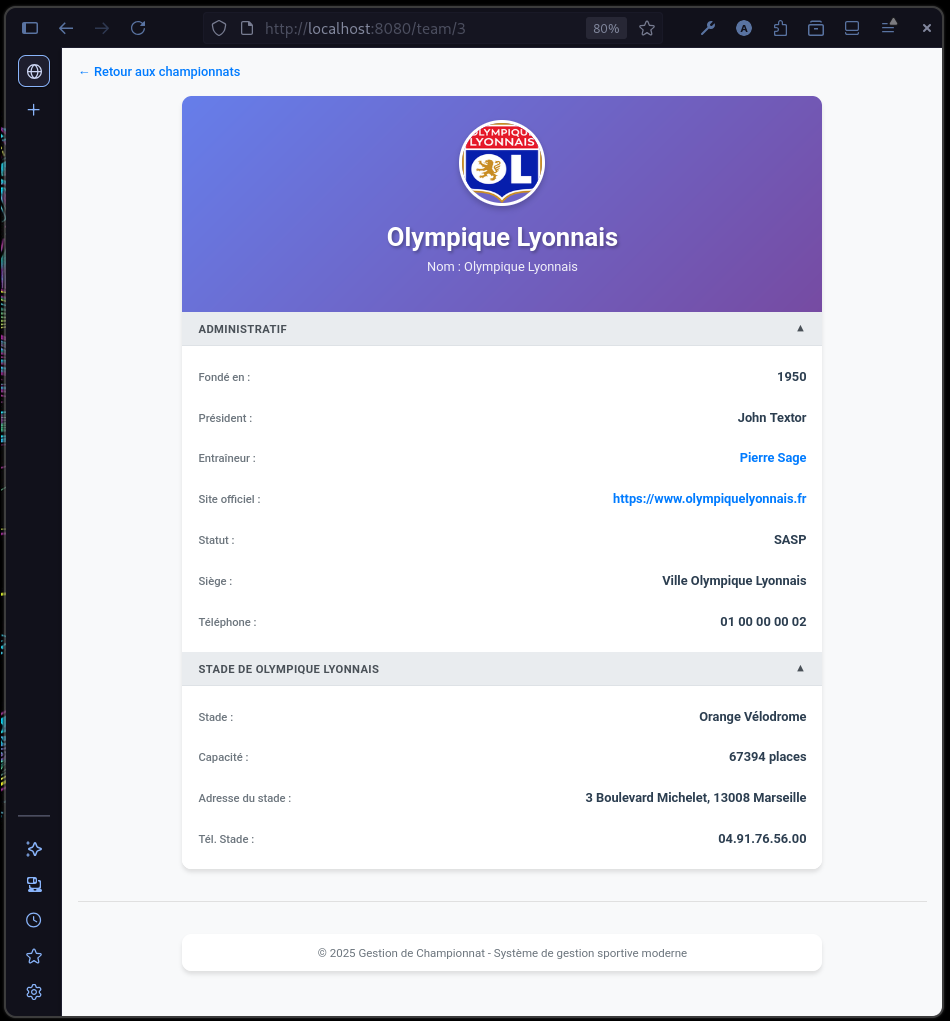 http://localhost:8080/team/3
80%
A
← Retour aux championnats
OLYMPIQUE
LYONNAIS
OL
Olympique Lyonnais
Nom : Olympique Lyonnais
ADMINISTRATIF ▲
Fondé en : 1950
Président : John Textor
Entraîneur : Pierre Sage
Site officiel : https://www.olympiquelyonnais.fr
Statut : SASP
Siège : Ville Olympique Lyonnais
Téléphone : 01 00 00 00 02
STADE DE OLYMPIQUE LYONNAIS ▲
Stade : Orange Vélodrome
Capacité : 67394 places
Adresse du stade : 3 Boulevard Michelet, 13008 Marseille
Tél. Stade : 04.91.76.56.00
© 2025 Gestion de Championnat - Système de gestion sportive moderne